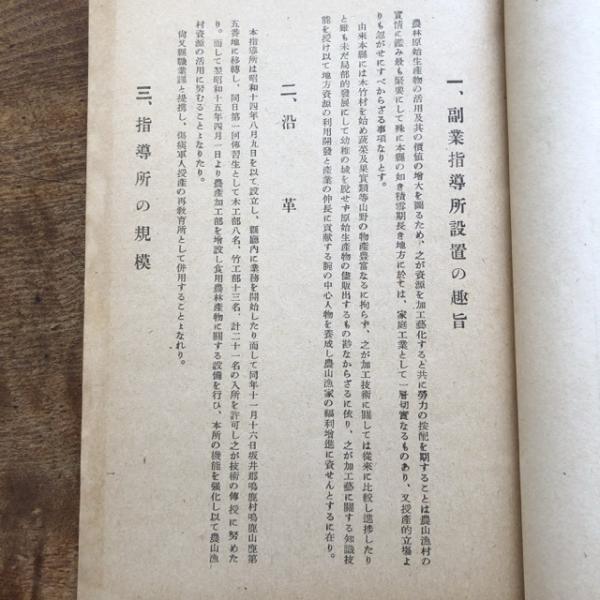 一、副業指導所設置の趣旨
農林原始生産物の活用及其の價値の增大を圖るため、之が資源を加工藝化すると共に勞力の按配を期することは農山漁村の
實情に鑑み最も緊要にして殊に本縣の如き積雪期長き地方に於ては、家庭工業として一層切實なるものあり、又授產的立場よ
りも忽がせにすべからざる事項なりとす。
由來本縣には木竹材を始め蔬菜及果實類等山野の物產豐富なるに拘らず、之が加工技術に關しては從來に比較し進捗したり
と雖も未だ局部的發展にして幼稚の域を脫せず原始生產物の儘販出するもの尠なからざるに依り、之が加工藝に關する知識技
能を授け以て地方資源の利用開發と產業の伸長に貢獻する腕の中心人物を養成し農山漁家の福利增進に資せんとするに在り。
二、沿革
本指導所は昭和十四年八月九日を以て設立し、縣廳內に業務を開始したり而して同年十一月十六日坂井郡鳴鹿村鳴鹿山鹿第
五番地に移轉し、同日第一回傳習生として木工部八名、竹工部十三名、計二十一名の入所を許可し之が技術の傳授に努めた
り。而して翌昭和十五年四月一日より農產加工部を增設し食用農林產物に關する設備を行ひ、本所の機能を强化し以て農山漁
村資源の活用に努むることゝなりたり。
尙又縣職業課と提携し、傷痍軍人授產の再敎育所として併用することゝなれり。
三、指導所の規模